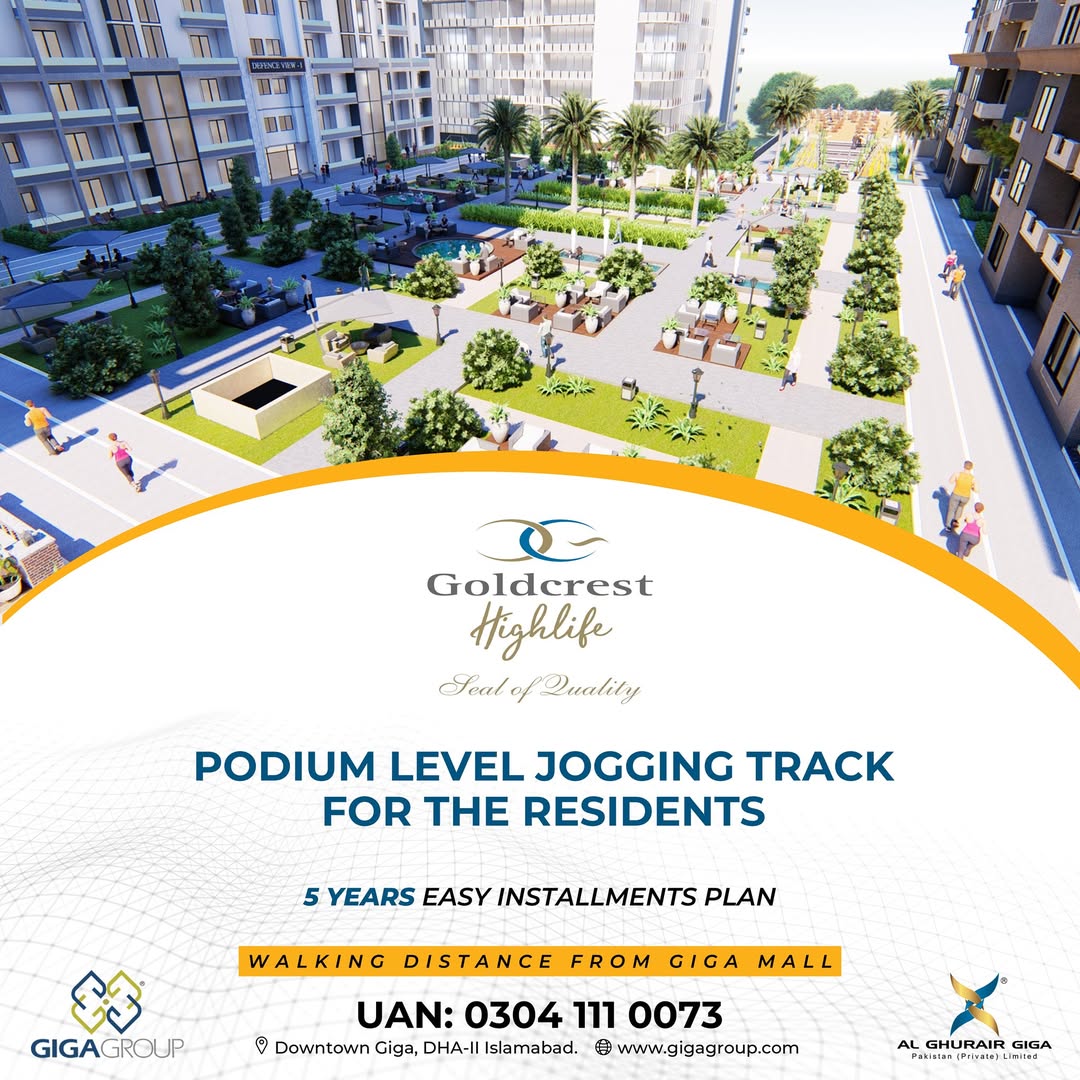 DEFENCE VIEW - I
Goldcrest
Highlife
Seal of Quality
PODIUM LEVEL JOGGING TRACK
FOR THE RESIDENTS
5 YEARS EASY INSTALLMENTS PLAN
WALKING DISTANCE FROM GIGA MALL
UAN: 0304 111 0073
Downtown Giga, DHA-II Islamabad. www.gigagroup.com
GIGAGROUP
®
AL GHURAIR GIGA
Pakistan (Private) Limited
®